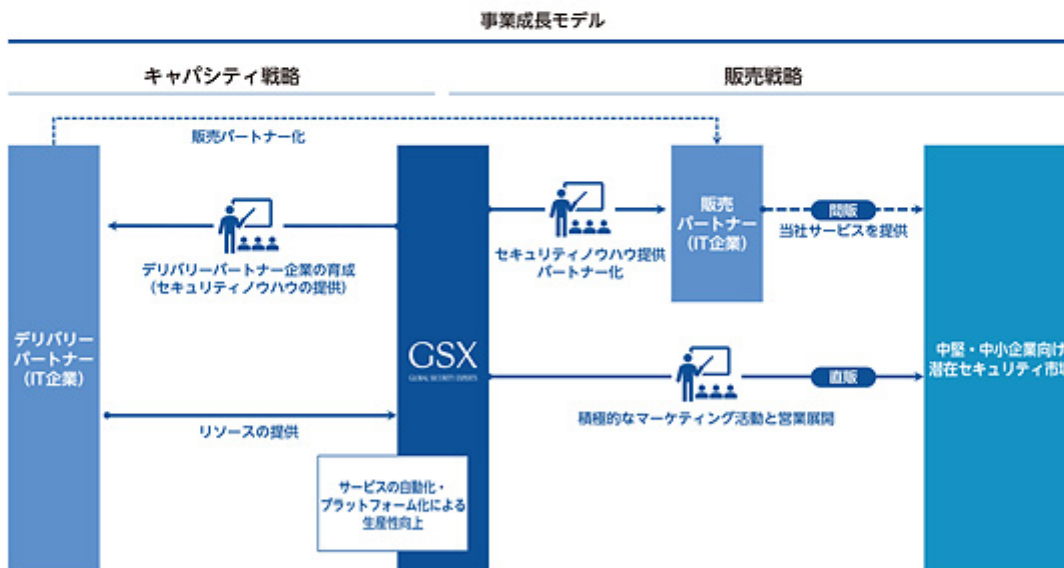 事業成長モデル
キャパシティ戦略
販売戦略
販売パートナー化
デリバリーパートナー企業の育成
(セキュリティノウハウの提供)
セキュリティノウハウ提供
パートナー化
販売
パートナー
(IT企業)
間販
当社サービスを提供
デリバリー
パートナー
(IT企業)
GSX
GLOBAL SECURITY EXPERTS
中堅・中小企業向け
潜在セキュリティ市場
直販
積極的なマーケティング活動と営業展開
リソースの提供
サービスの自動化・
プラットフォーム化による
生産性向上